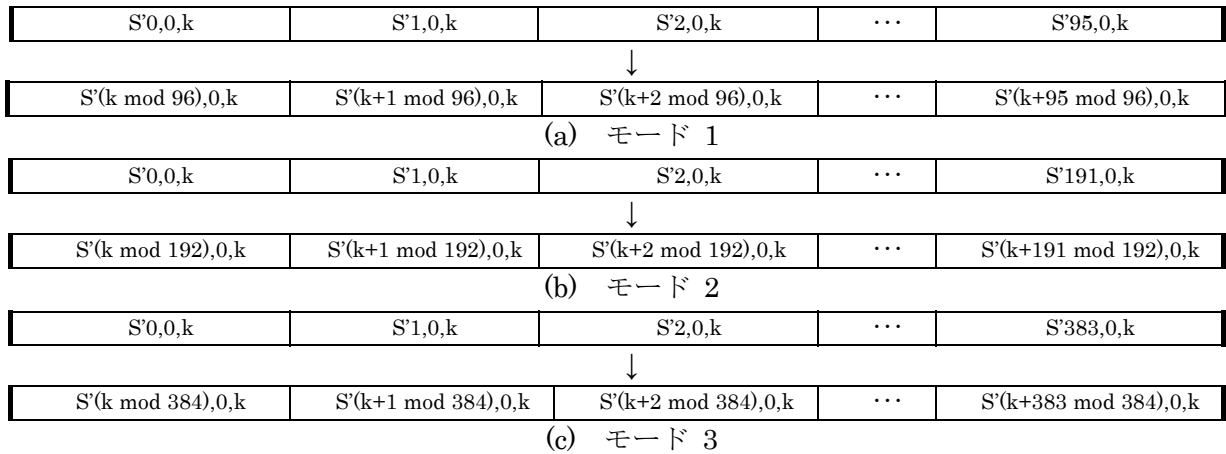 S’0,0,k S’1,0,k S’2,0,k ・・・ S’95,0,k
↓
S’(k mod 96),0,k S’(k+1 mod 96),0,k S’(k+2 mod 96),0,k ・・・ S’(k+95 mod 96),0,k
(a) モード 1
S’0,0,k S’1,0,k S’2,0,k ・・・ S’191,0,k
↓
S’(k mod 192),0,k S’(k+1 mod 192),0,k S’(k+2 mod 192),0,k ・・・ S’(k+191 mod 192),0,k
(b) モード 2
S’0,0,k S’1,0,k S’2,0,k ・・・ S’383,0,k
↓
S’(k mod 384),0,k S’(k+1 mod 384),0,k S’(k+2 mod 384),0,k ・・・ S’(k+383 mod 384),0,k
(c) モード 3